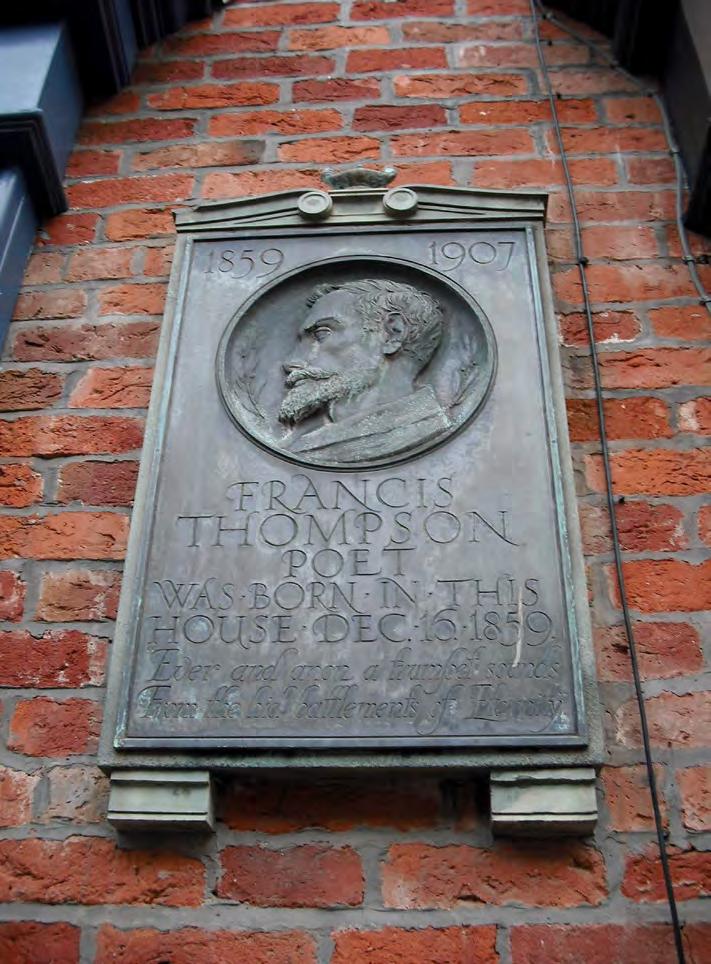 1859 1907
FRANCIS
THOMPSON
POET
WAS·BORN·IN·THIS
HOUSE·DEC·16·1859.
"Ever and anon a trumpet sounds
From the hid battlements of Eternity"